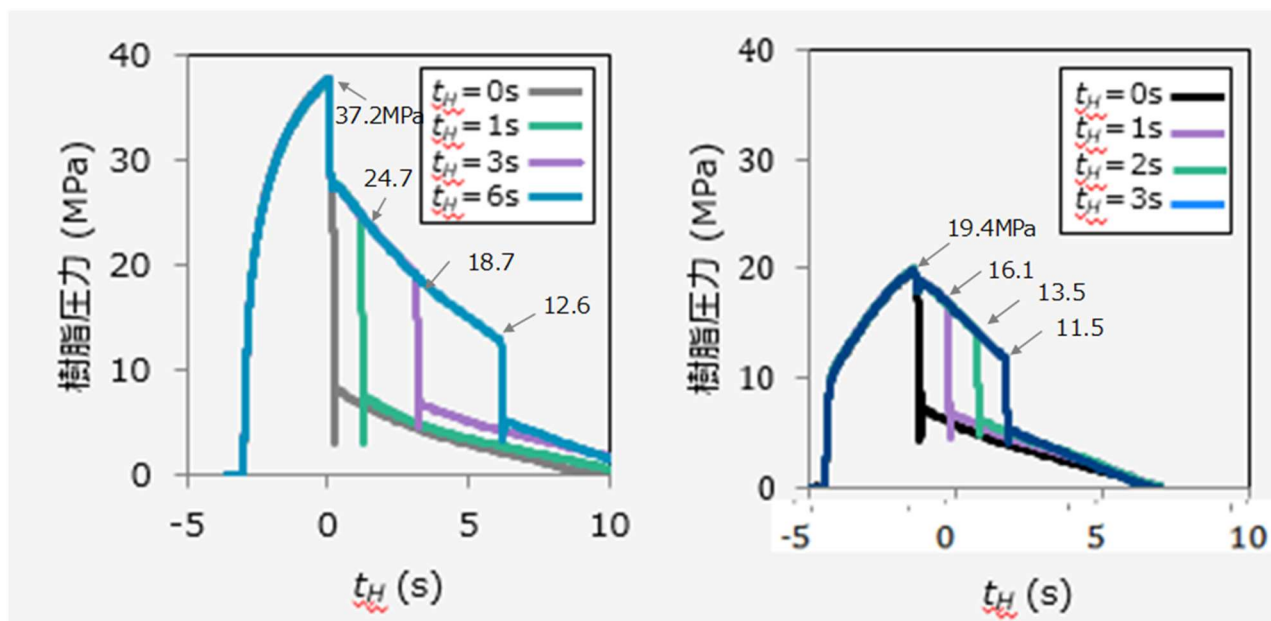 樹脂圧力 (MPa)
40
30
20
10
0
-5
0
5
10
tH (s)
tH=0s
tH=1s
tH=3s
tH=6s
37.2MPa
24.7
18.7
12.6
樹脂圧力 (MPa)
40
30
20
10
0
-5
0
5
10
tH (s)
tH=0s
tH=1s
tH=2s
tH=3s
19.4MPa
16.1
13.5
11.5